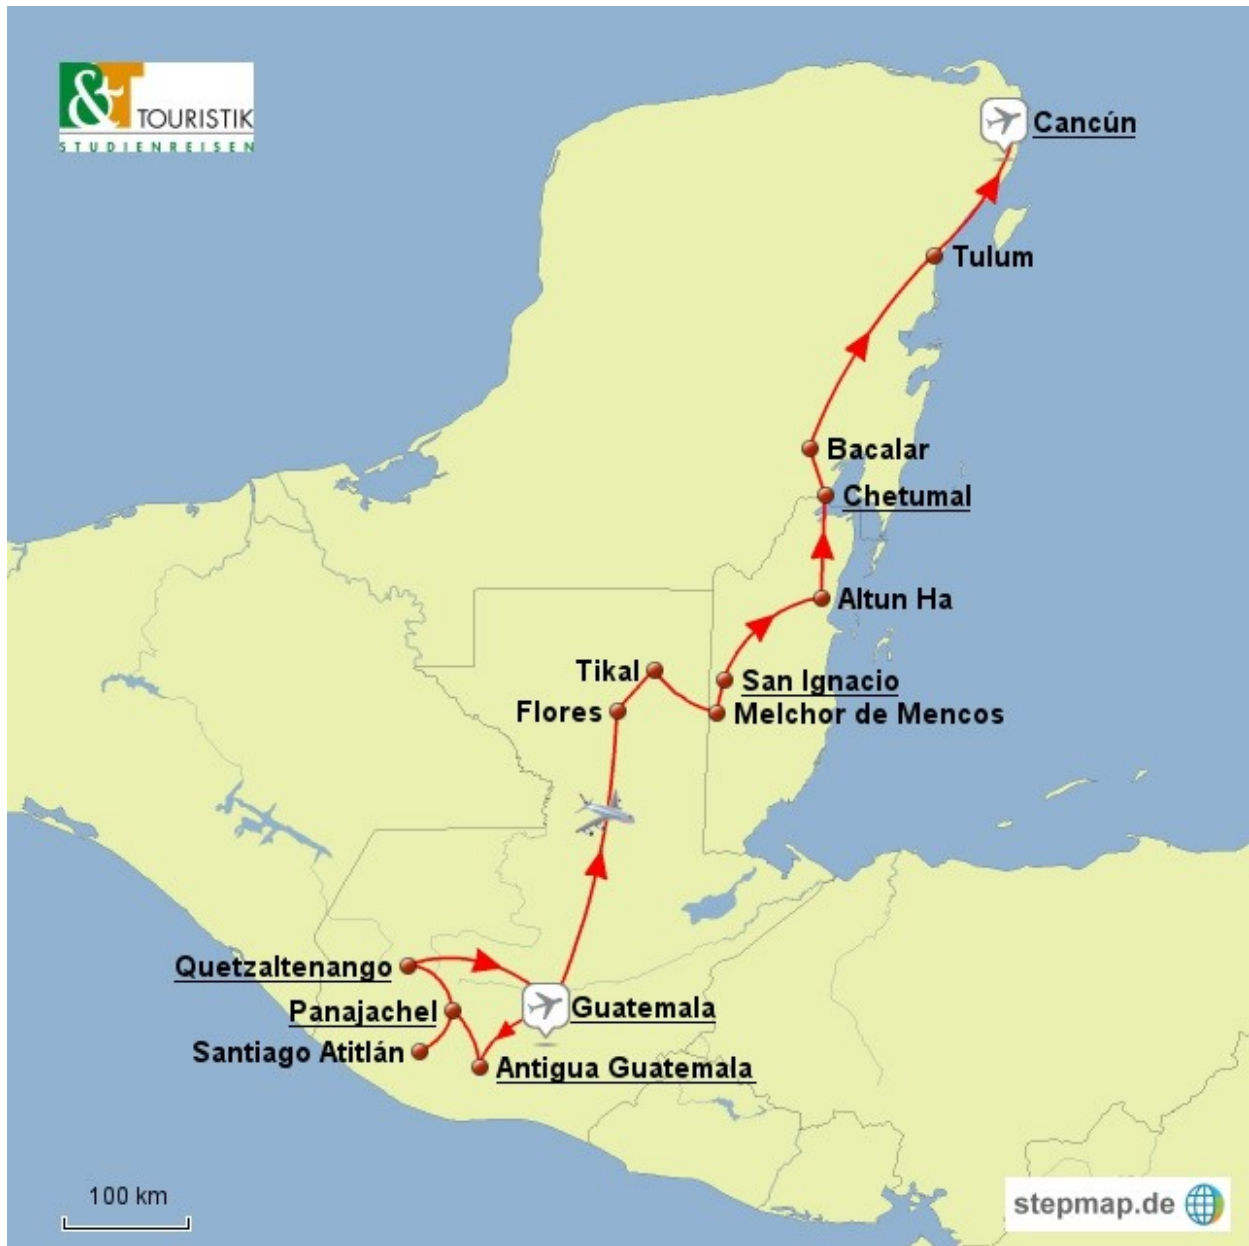 &T TOURISTIK
STUDIENREISEN
Cancún
Tulum
Bacalar
Chetumal
Altun Ha
Tikal
San Ignacio
Flores
Melchor de Mencos
Quetzaltenango
Panajachel
Guatemala
Santiago Atitlán
Antigua Guatemala
100 km
stepmap.de